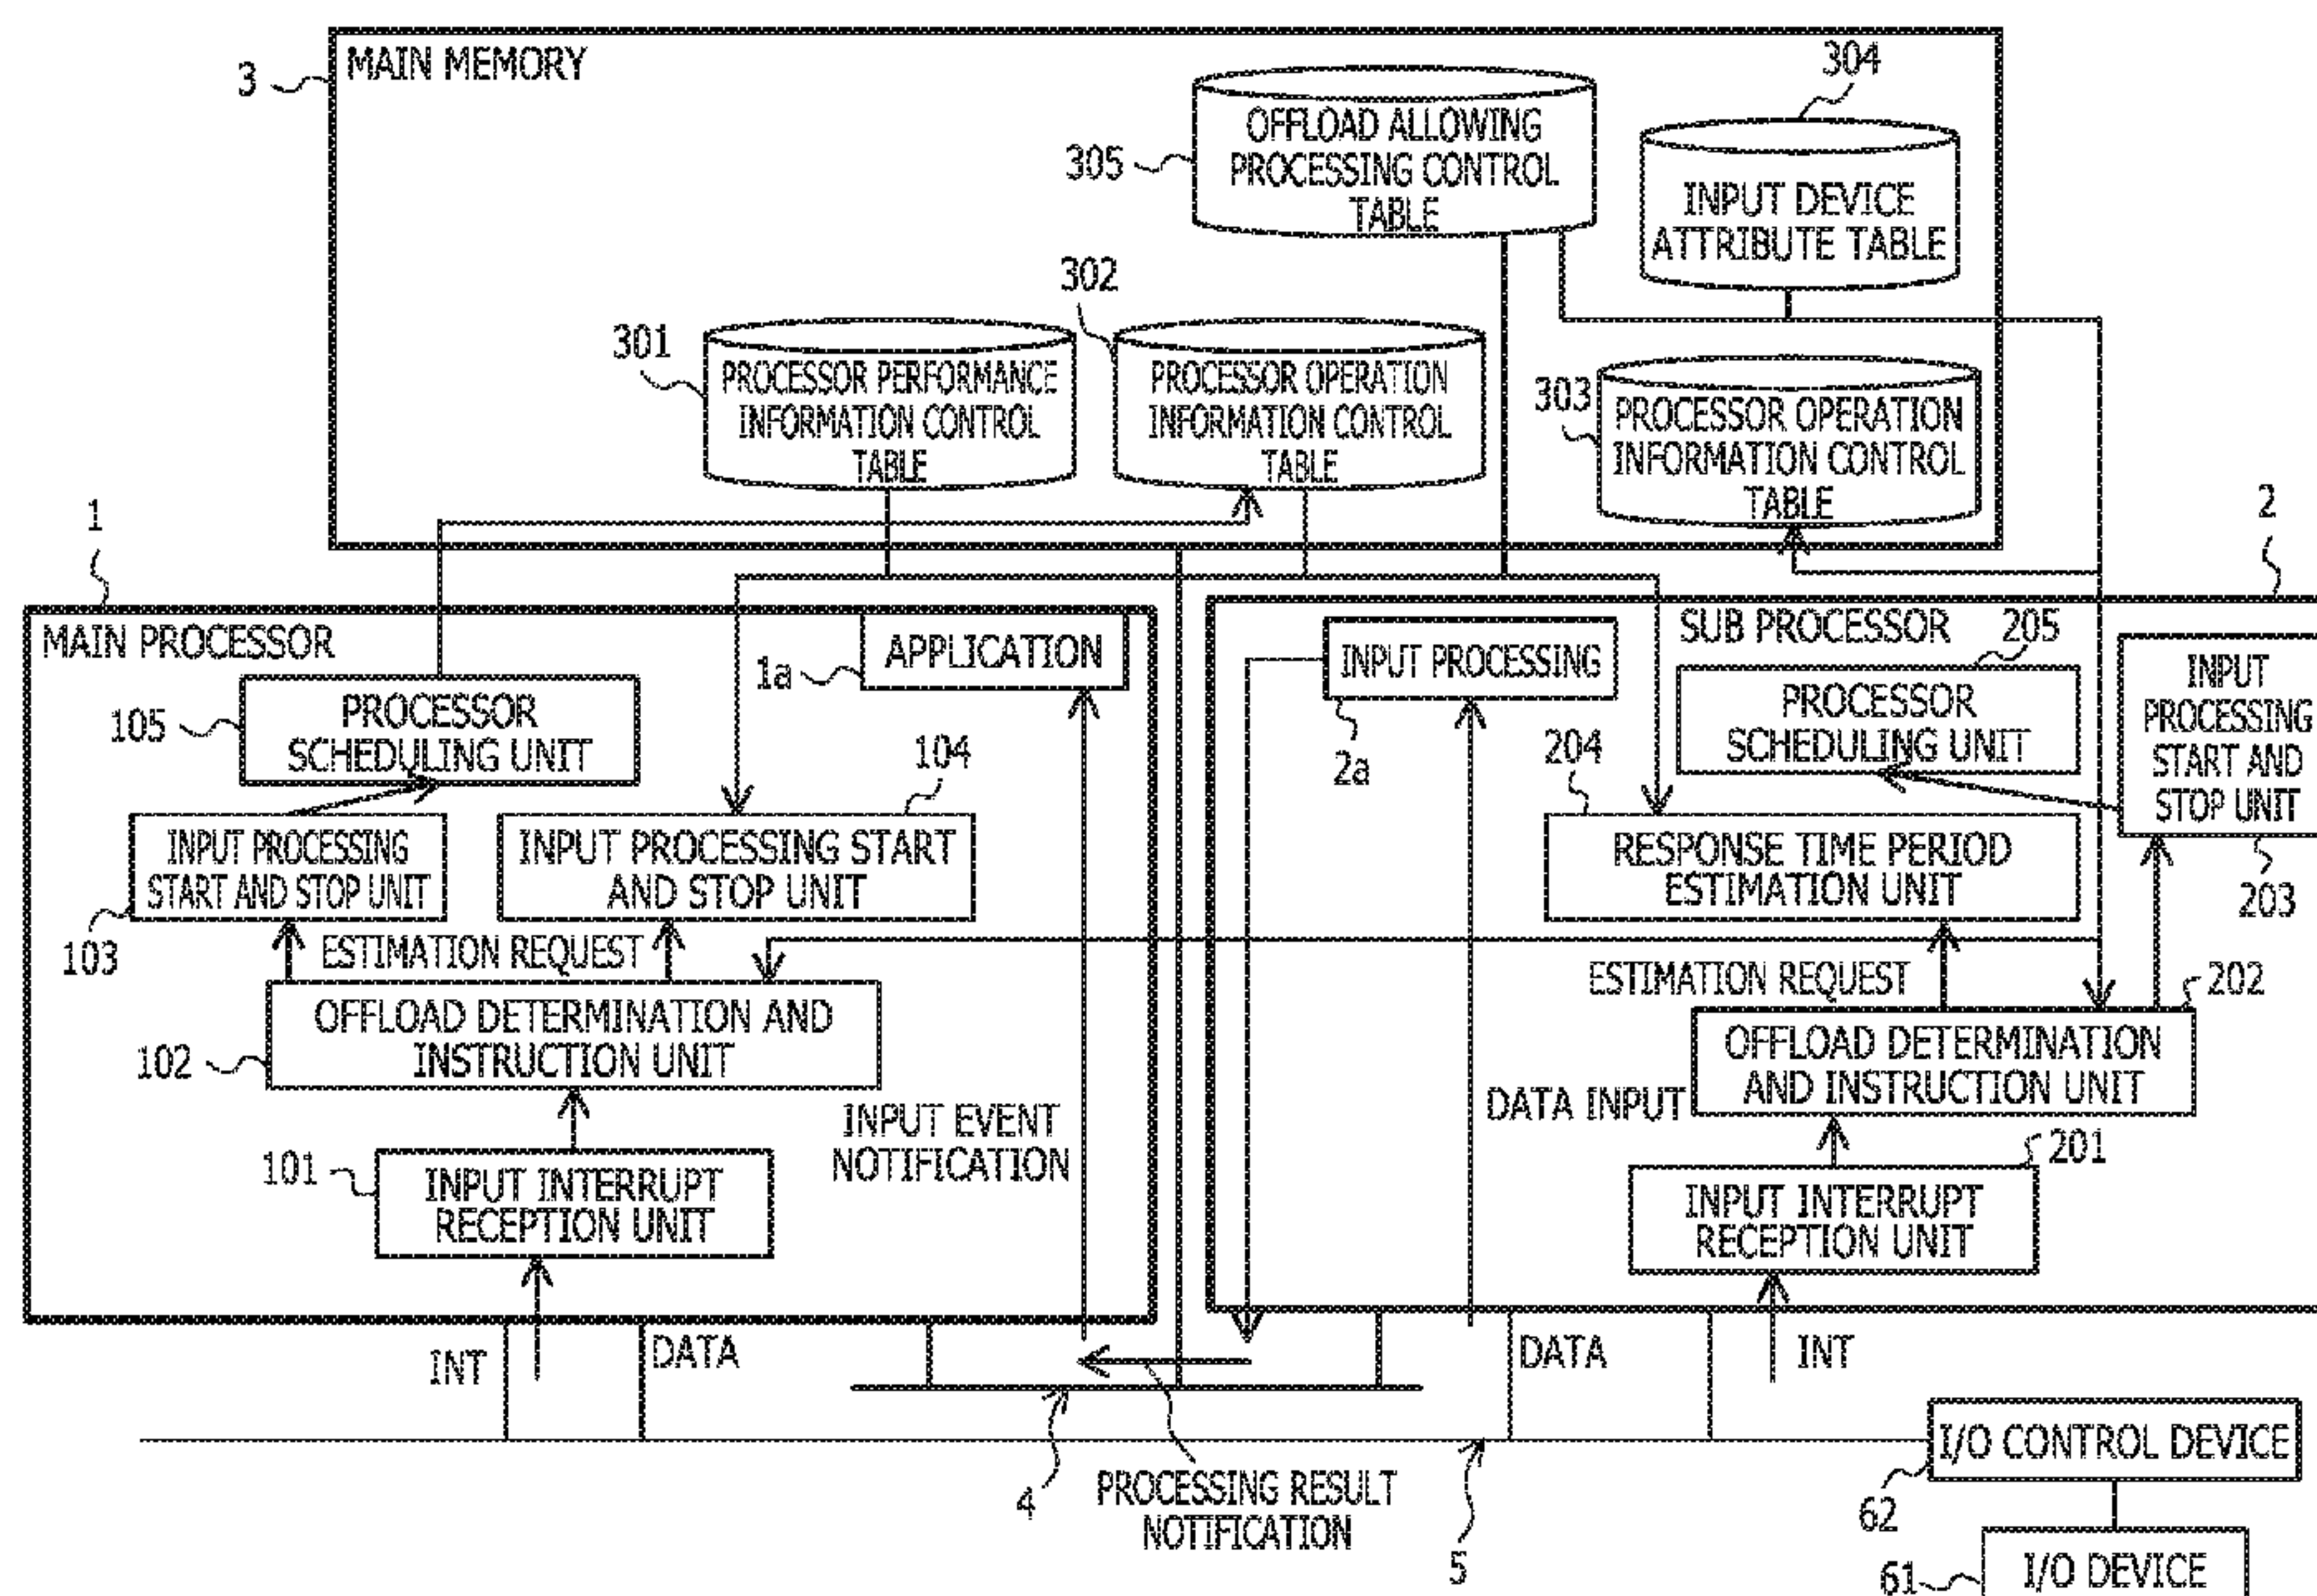 MAIN MEMORY
3
304
OFFLOAD ALLOWING
PROCESSING CONTROL
TABLE
305
INPUT DEVICE
ATTRIBUTE TABLE
302
301
PROCESSOR PERFORMANCE
INFORMATION CONTROL
TABLE
PROCESSOR OPERATION
INFORMATION CONTROL
TABLE
303
PROCESSOR OPERATION
INFORMATION CONTROL
TABLE
1
2
MAIN PROCESSOR
APPLICATION
1a
PROCESSOR
SCHEDULING UNIT
105
104
INPUT PROCESSING
START AND STOP UNIT
103
INPUT PROCESSING START
AND STOP UNIT
ESTIMATION REQUEST
OFFLOAD DETERMINATION AND
INSTRUCTION UNIT
102
INPUT EVENT
NOTIFICATION
101
INPUT INTERRUPT
RECEPTION UNIT
SUB PROCESSOR
205
INPUT PROCESSING
2a
PROCESSOR
SCHEDULING UNIT
INPUT
PROCESSING
START AND
STOP UNIT
203
204
RESPONSE TIME PERIOD
ESTIMATION UNIT
ESTIMATION REQUEST
202
OFFLOAD DETERMINATION
AND INSTRUCTION UNIT
DATA INPUT
201
INPUT INTERRUPT
RECEPTION UNIT
INT
DATA
DATA
INT
4
PROCESSING RESULT
NOTIFICATION
5
I/O CONTROL DEVICE
62
I/O DEVICE
61